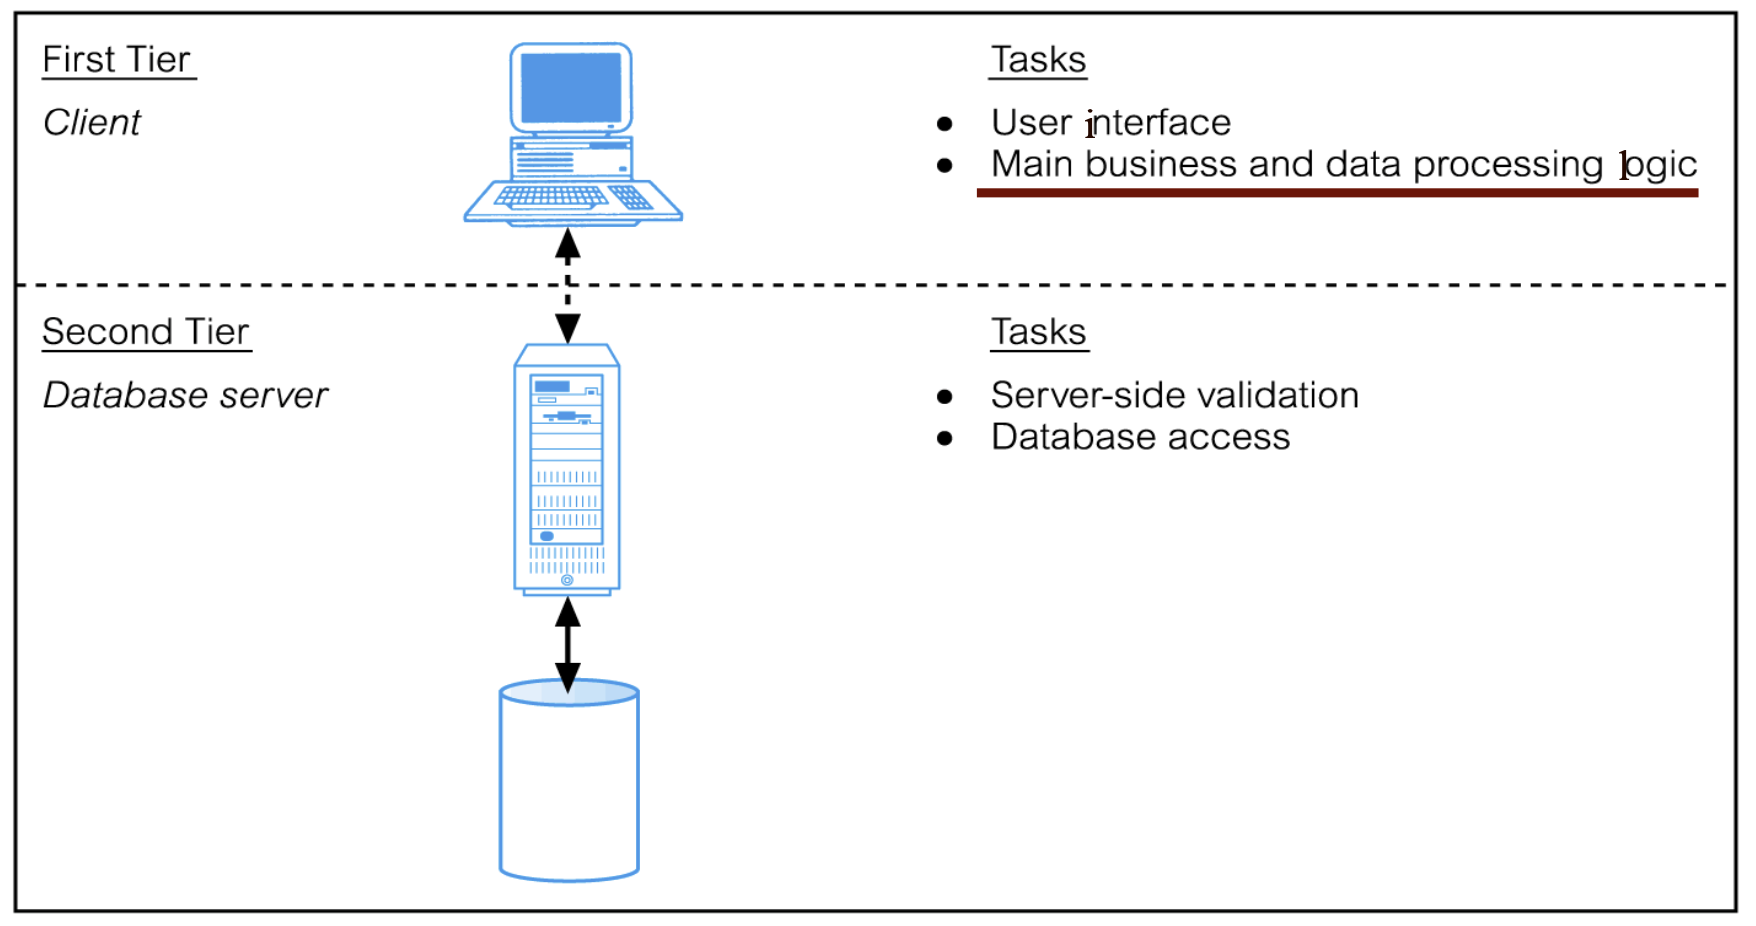 First Tier
Tasks
Client
● User interface
● Main business and data processing logic
Second Tier
Tasks
Database server
● Server-side validation
● Database access